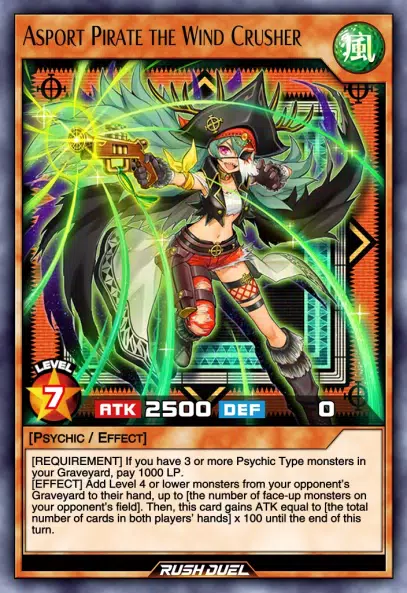 Asport Pirate the Wind Crusher
風
LEVEL
7
ATK 2500 DEF 0
[Psychic / Effect]
[REQUIREMENT] If you have 3 or more Psychic Type monsters in
your Graveyard, pay 1000 LP.
[EFFECT] Add Level 4 or lower monsters from your opponent's
Graveyard to their hand, up to [the number of face-up monsters on
your opponent's field]. Then, this card gains ATK equal to [the total
number of cards in both players' hands] x 100 until the end of this
turn.
RUSH DUEL